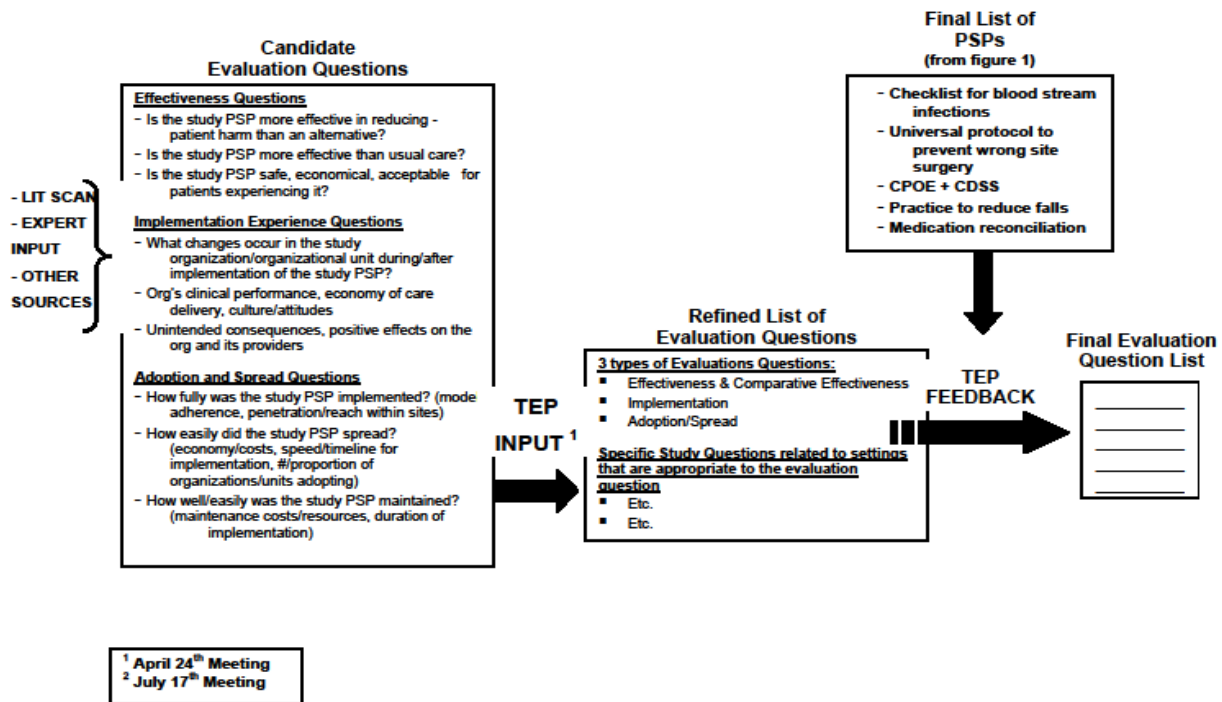 Candidate
Evaluation Questions
Effectiveness Questions
- Is the study PSP more effective in reducing -
patient harm than an alternative?
- Is the study PSP more effective than usual care?
- Is the study PSP safe, economical, acceptable for
patients experiencing it?
Implementation Experience Questions
- What changes occur in the study
organization/organizational unit during/after
implementation of the study PSP?
- Org's clinical performance, economy of care
delivery, culture/attitudes
- Unintended consequences, positive effects on the
org and its providers
Adoption and Spread Questions
- How fully was the study PSP implemented? (model
adherence, penetration/reach within sites)
- How easily did the study PSP spread?
(economy/costs, speed/timeline for
implementation, #/proportion of
organizations/units adopting)
- How well/easily was the study PSP maintained?
(maintenance costs/resources, duration of
implementation)
- LIT SCAN
- EXPERT
INPUT
- OTHER
SOURCES
TEP
INPUT ¹
Refined List of
Evaluation Questions
3 types of Evaluations Questions:
▪ Effectiveness & Comparative Effectiveness
▪ Implementation
▪ Adoption/Spread
Specific Study Questions related to settings
that are appropriate to the evaluation
question
▪ Etc.
▪ Etc.
Final List of
PSPs
(from figure 1)
- Checklist for blood stream
infections
- Universal protocol to
prevent wrong site
surgery
- CPOE + CDSS
- Practice to reduce falls
- Medication reconciliation
TEP
FEEDBACK
Final Evaluation
Question List
¹ April 24th Meeting
² July 17th Meeting